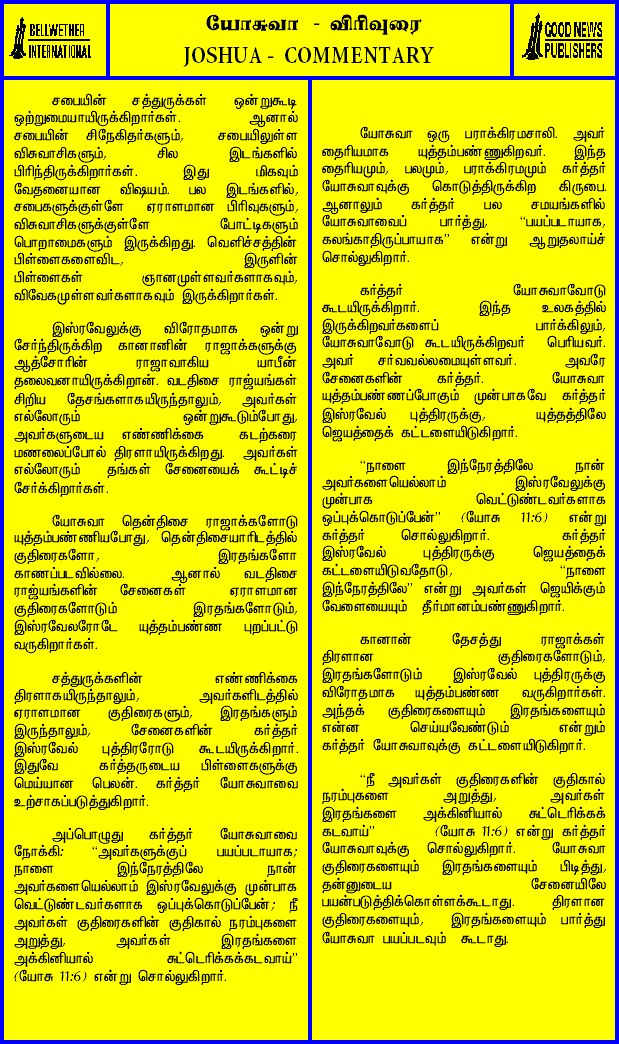 BELLWETHER
INTERNATIONAL
யோசுவா - விரிவுரை
JOSHUA - COMMENTARY
GOOD NEWS
PUBLISHERS
சபையின் சத்துருக்கள் ஒன்றுகூடி
ஒற்றுமையாயிருக்கிறார்கள். ஆனால்
சபையின் சிநேகிதர்களும், சபையிலுள்ள
விசுவாசிகளும், சில இடங்களில்
பிரிந்திருக்கிறார்கள். இது மிகவும்
வேதனையான விஷயம். பல இடங்களில்,
சபைகளுக்குள்ளே ஏராளமான பிரிவுகளும்,
விசுவாசிகளுக்குள்ளே போட்டிகளும்
பொறாமைகளும் இருக்கிறது. வெளிச்சத்தின்
பிள்ளைகளைவிட, இருளின்
பிள்ளைகள் ஞானமுள்ளவர்களாகவும்,
விவேகமுள்ளவர்களாகவும் இருக்கிறார்கள்.
இஸ்ரவேலுக்கு விரோதமாக ஒன்று
சேர்ந்திருக்கிற கானானின் ராஜாக்களுக்கு
ஆத்சோரின் ராஜாவாகிய யாபீன்
தலைவனாயிருக்கிறான். வடதிசை ராஜ்யங்கள்
சிறிய தேசங்களாகயிருந்தாலும், அவர்கள்
எல்லோரும் ஒன்றுகூடும்போது,
அவர்களுடைய எண்ணிக்கை கடற்கரை
மணலைப்போல் திரளாயிருக்கிறது. அவர்கள்
எல்லோரும் தங்கள் சேனையைக் கூட்டிச்
சேர்க்கிறார்கள்.
யோசுவா தென்திசை ராஜாக்களோடு
யுத்தம்பண்ணியபோது, தென்திசையாரிடத்தில்
குதிரைகளோ, இரதங்களோ
காணப்படவில்லை. ஆனால் வடதிசை
ராஜ்யங்களின் சேனைகள் ஏராளமான
குதிரைகளோடும் இரதங்களோடும்,
இஸ்ரவேலரோடே யுத்தம்பண்ண புறப்பட்டு
வருகிறார்கள்.
சத்துருக்களின் எண்ணிக்கை
திரளாகயிருந்தாலும், அவர்களிடத்தில்
ஏராளமான குதிரைகளும், இரதங்களும்
இருந்தாலும், சேனைகளின் கர்த்தர்
இஸ்ரவேல் புத்திரரோடு கூடயிருக்கிறார்.
இதுவே கர்த்தருடைய பிள்ளைகளுக்கு
மெய்யான பெலன். கர்த்தர் யோசுவாவை
உற்சாகப்படுத்துகிறார்.
அப்பொழுது கர்த்தர் யோசுவாவை
நோக்கி: “அவர்களுக்குப் பயப்படாயாக;
நாளை இந்நேரத்திலே நான்
அவர்களையெல்லாம் இஸ்ரவேலுக்கு முன்பாக
வெட்டுண்டவர்களாக ஒப்புக்கொடுப்பேன்; நீ
அவர்கள் குதிரைகளின் குதிகால் நரம்புகளை
அறுத்து, அவர்கள் இரதங்களை
அக்கினியால் சுட்டெரிக்கக்கடவாய்”
(யோசு 11:6) என்று சொல்லுகிறார்.
யோசுவா ஒரு பராக்கிரமசாலி. அவர்
தைரியமாக யுத்தம்பண்ணுகிறவர். இந்த
தைரியமும், பலமும், பராக்கிரமமும் கர்த்தர்
யோசுவாவுக்கு கொடுத்திருக்கிற கிருபை.
ஆனாலும் கர்த்தர் பல சமயங்களில்
யோசுவாவைப் பார்த்து, “பயப்படாயாக,
கலங்காதிருப்பாயாக” என்று ஆறுதலாய்ச்
சொல்லுகிறார்.
கர்த்தர் யோசுவாவோடு
கூடயிருக்கிறார். இந்த உலகத்தில்
இருக்கிறவர்களைப் பார்க்கிலும்,
யோசுவாவோடு கூடயிருக்கிறவர் பெரியவர்.
அவர் சர்வவல்லமையுள்ளவர். அவரே
சேனைகளின் கர்த்தர். யோசுவா
யுத்தம்பண்ணப்போகும் முன்பாகவே கர்த்தர்
இஸ்ரவேல் புத்திரருக்கு, யுத்தத்திலே
ஜெயத்தைக் கட்டளையிடுகிறார்.
“நாளை இந்நேரத்திலே நான்
அவர்களையெல்லாம் இஸ்ரவேலுக்கு
முன்பாக வெட்டுண்டவர்களாக
ஒப்புக்கொடுப்பேன்” (யோசு 11:6) என்று
கர்த்தர் சொல்லுகிறார். கர்த்தர்
இஸ்ரவேல் புத்திரருக்கு ஜெயத்தைக்
கட்டளையிடுவதோடு, “நாளை
இந்நேரத்திலே” என்று அவர்கள் ஜெயிக்கும்
வேளையையும் தீர்மானம்பண்ணுகிறார்.
கானான் தேசத்து ராஜாக்கள்
திரளான குதிரைகளோடும்,
இரதங்களோடும் இஸ்ரவேல் புத்திரருக்கு
விரோதமாக யுத்தம்பண்ண வருகிறார்கள்.
அந்தக் குதிரைகளையும் இரதங்களையும்
என்ன செய்யவேண்டும் என்றும்
கர்த்தர் யோசுவாவுக்கு கட்டளையிடுகிறார்.
“நீ அவர்கள் குதிரைகளின் குதிகால்
நரம்புகளை அறுத்து, அவர்கள்
இரதங்களை அக்கினியால் சுட்டெரிக்கக்
கடவாய்” (யோசு 11:6) என்று கர்த்தர்
யோசுவாவுக்கு சொல்லுகிறார். யோசுவா
குதிரைகளையும் இரதங்களையும் பிடித்து,
தன்னுடைய சேனையிலே
பயன்படுத்திக்கொள்ளக்கூடாது. திரளான
குதிரைகளையும், இரதங்களையும் பார்த்து
யோசுவா பயப்படவும் கூடாது.